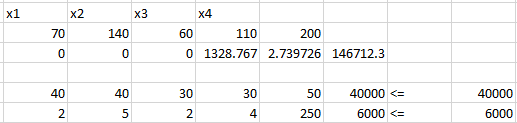 x1 x2 x3 x4
70 140 60 110 200
0 0 0 1328.767 2.739726 146712.3
40 40 30 30 50 40000 <= 40000
2 5 2 4 250 6000 <= 6000